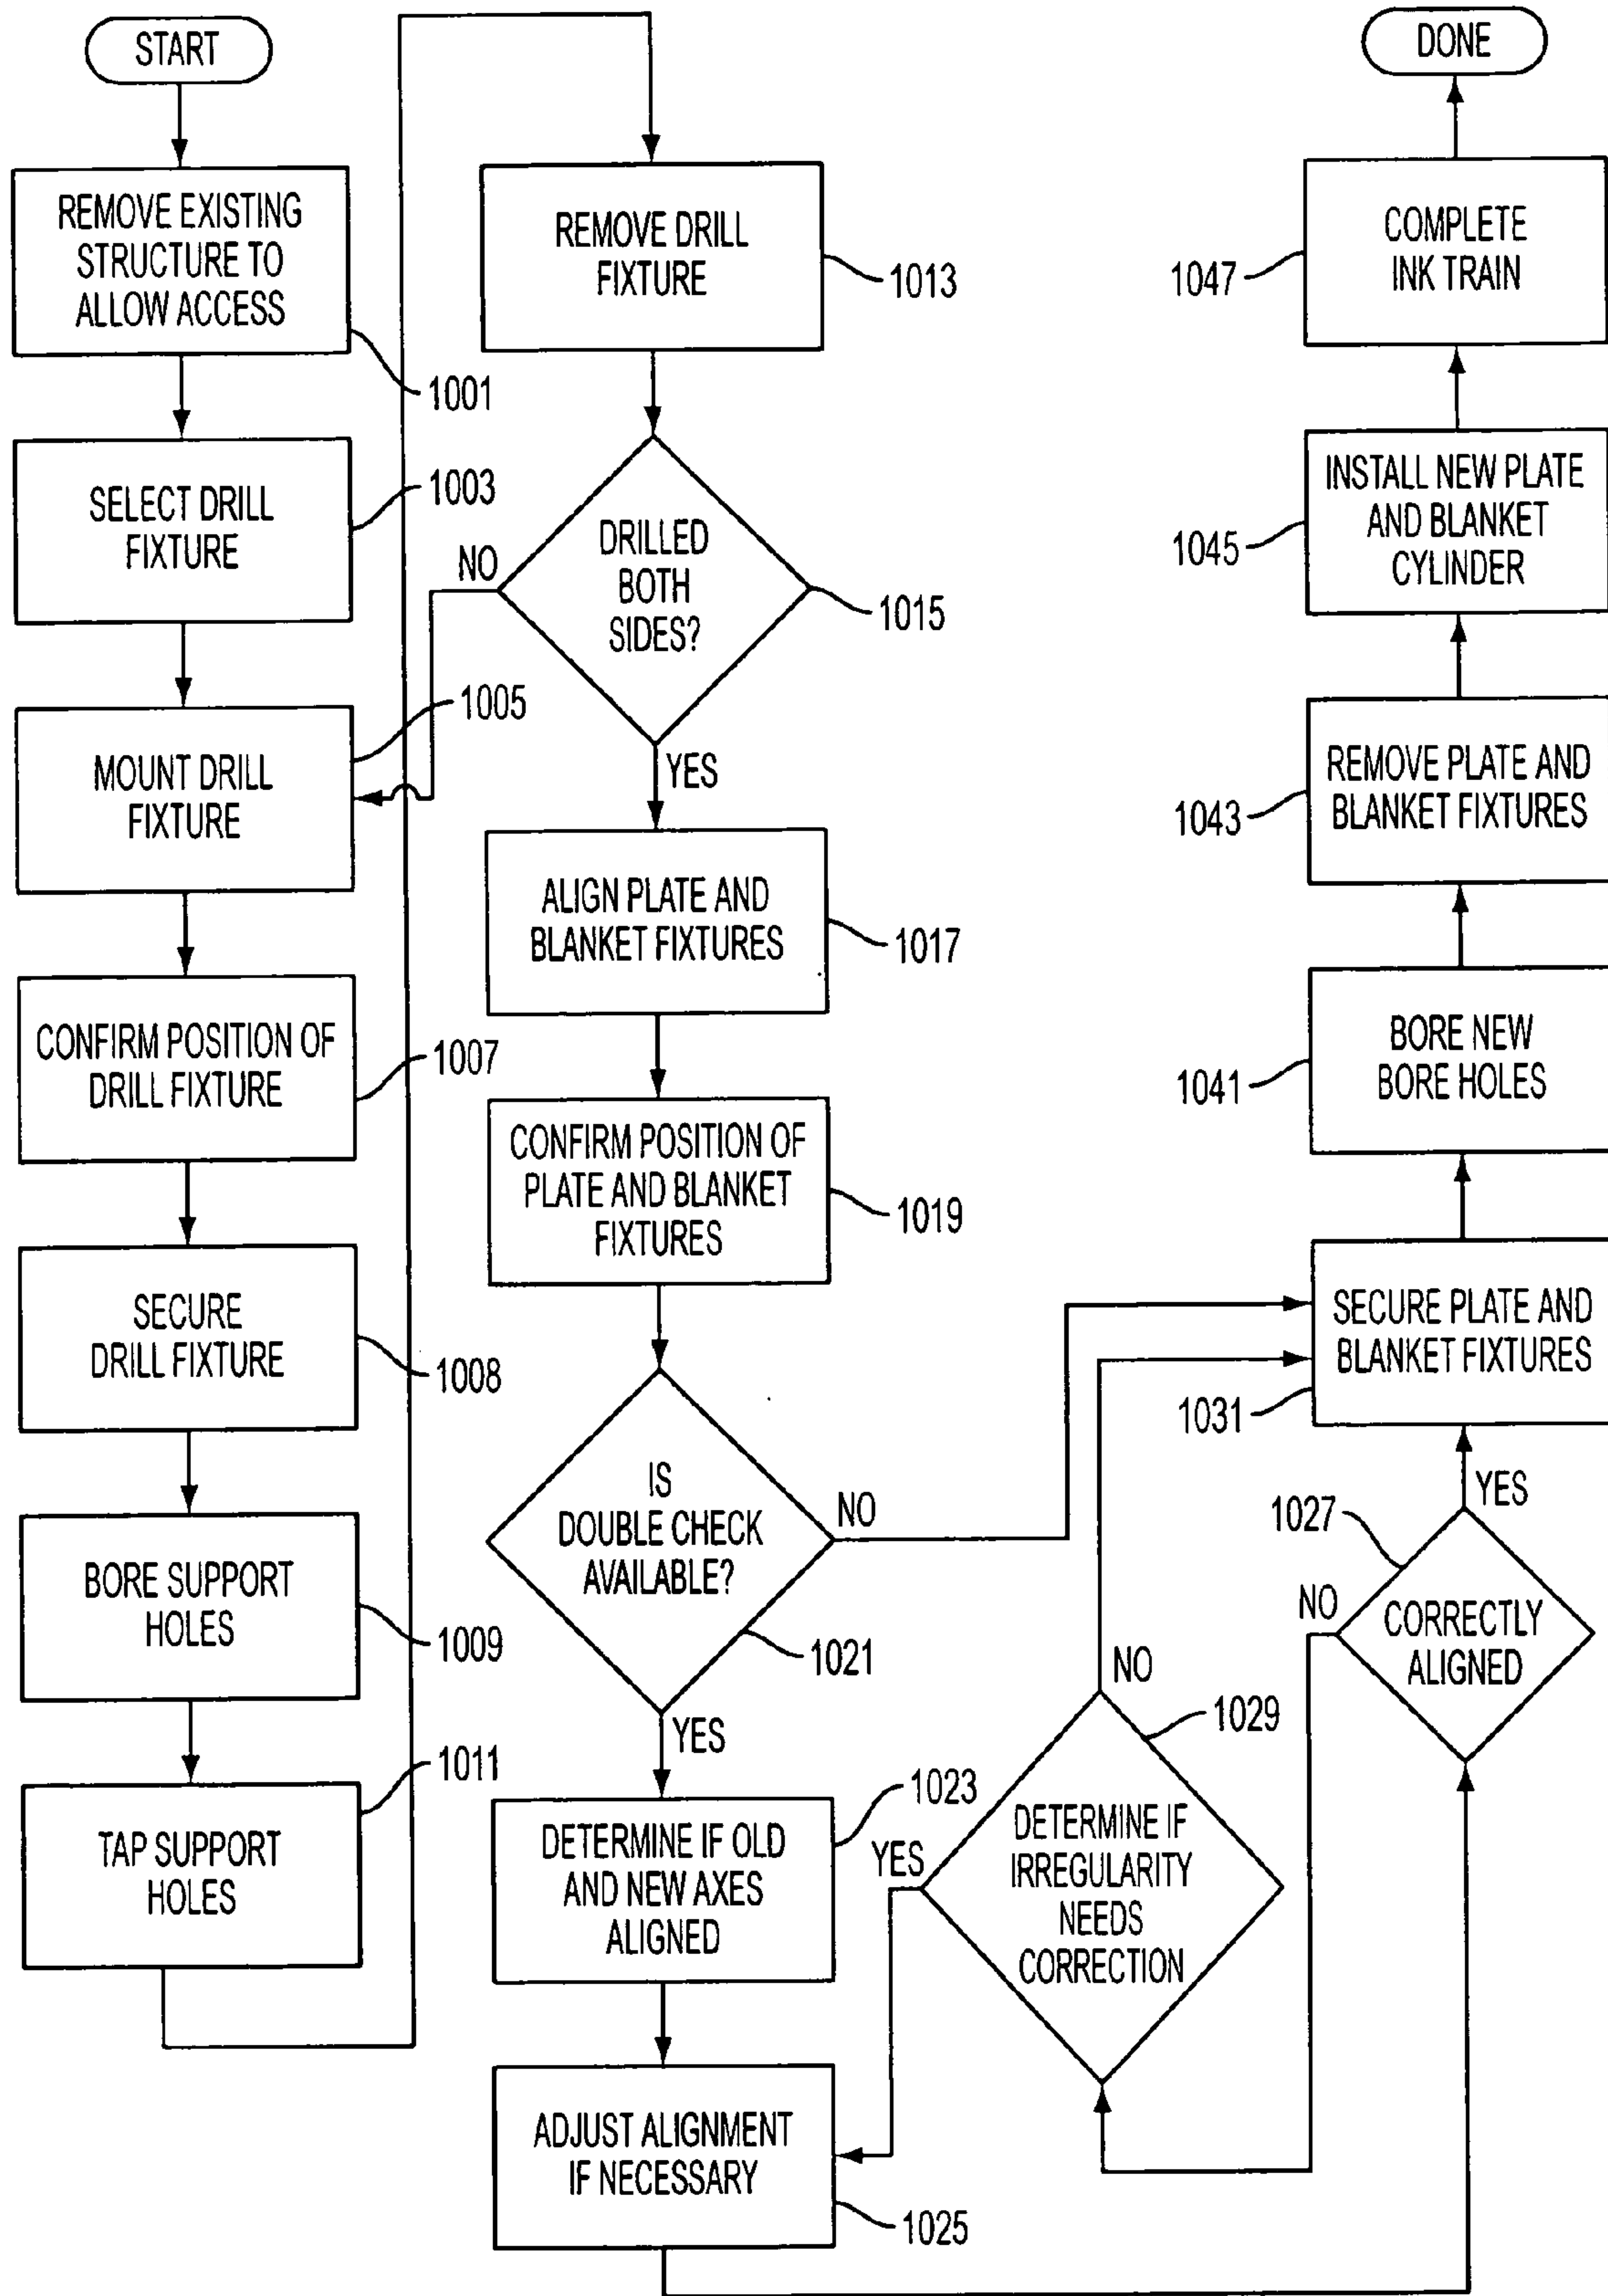 START
REMOVE EXISTING
STRUCTURE TO
ALLOW ACCESS
1001
SELECT DRILL
FIXTURE
1003
MOUNT DRILL
FIXTURE
1005
CONFIRM POSITION OF
DRILL FIXTURE
1007
SECURE
DRILL FIXTURE
1008
BORE SUPPORT
HOLES
1009
TAP SUPPORT
HOLES
1011
REMOVE DRILL
FIXTURE
1013
DRILLED
BOTH
SIDES?
1015
NO
YES
ALIGN PLATE AND
BLANKET FIXTURES
1017
CONFIRM POSITION OF
PLATE AND BLANKET
FIXTURES
1019
IS
DOUBLE CHECK
AVAILABLE?
1021
NO
YES
DETERMINE IF OLD
AND NEW AXES
ALIGNED
1023
ADJUST ALIGNMENT
IF NECESSARY
1025
CORRECTLY
ALIGNED
1027
NO
YES
DETERMINE IF
IRREGULARITY
NEEDS
CORRECTION
1029
YES
NO
SECURE PLATE AND
BLANKET FIXTURES
1031
BORE NEW
BORE HOLES
1041
REMOVE PLATE AND
BLANKET FIXTURES
1043
INSTALL NEW PLATE
AND BLANKET
CYLINDER
1045
COMPLETE
INK TRAIN
1047
DONE